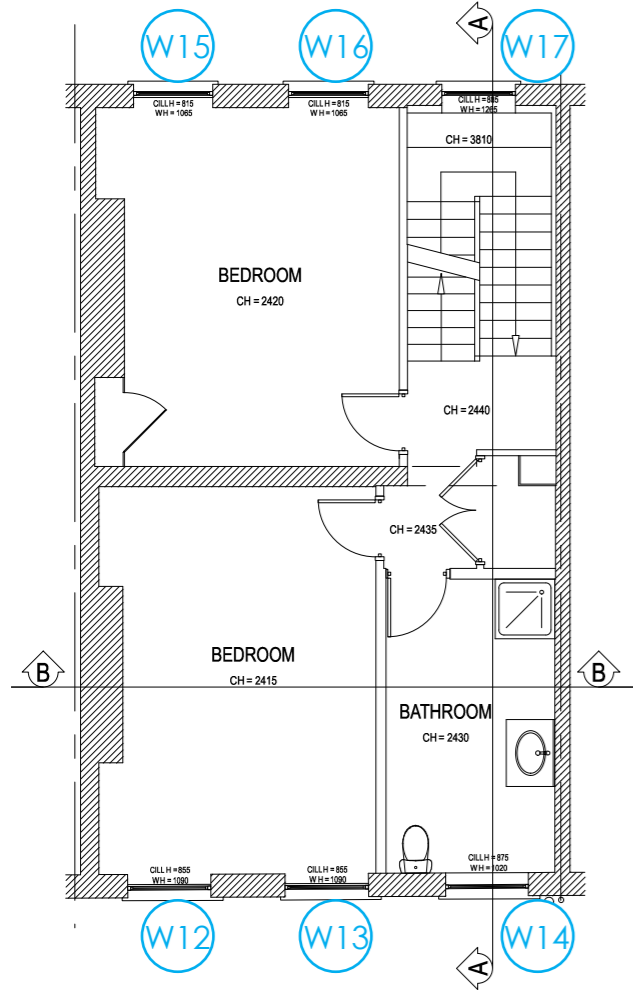 W15
W16
A
W17
CILL H = 815
WH = 1065
CILL H = 815
WH = 1065
CILL H = 885
WH = 1265
CH = 3810
BEDROOM
CH = 2420
CH = 2440
CH = 2435
BEDROOM
CH = 2415
B
B
BATHROOM
CH = 2430
CILL H = 855
WH = 1090
CILL H = 855
WH = 1090
CILL H = 875
WH = 1020
W12
W13
W14
A